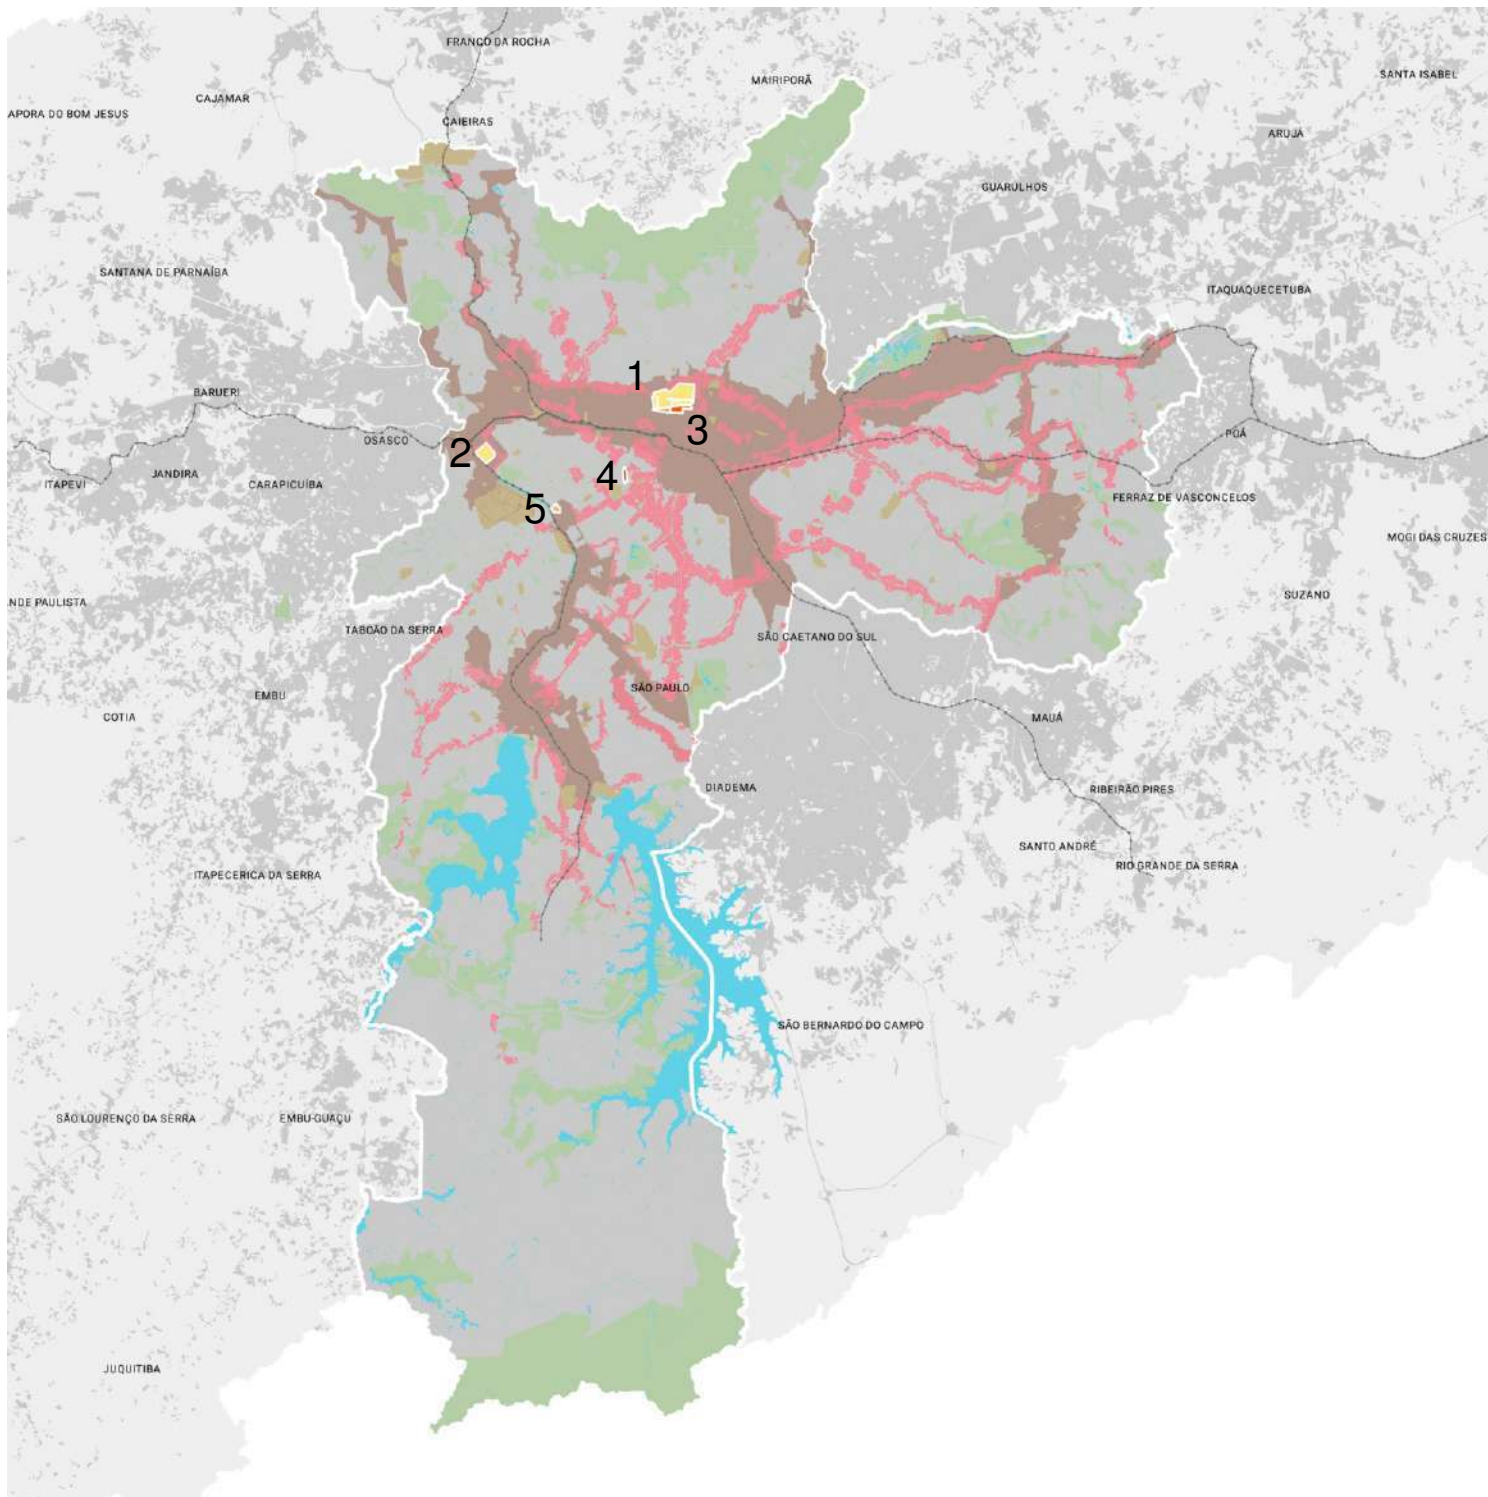 FRANCO DA ROCHA
MAIRIPORÃ
SANTA ISABEL
CAJAMAR
APORA DO BOM JESUS
CAIEIRAS
ARUJÁ
GUARULHOS
SANTANA DE PARNAÍBA
ITAQUAQUECETUBA
1
BARUERI
3
POÁ
OSASCO
2
JANDIRA
4
ITAPEVI
CARAPICUÍBA
FERRAZ DE VASCONCELOS
5
MOGI DAS CRUZES
SUZANO
NDE PAULISTA
TABOÃO DA SERRA
SÃO CAETANO DO SUL
SÃO PAULO
EMBU
COTIA
MAUÁ
DIADEMA
RIBEIRÃO PIRES
SANTO ANDRÉ
RIO GRANDE DA SERRA
ITAPECERICA DA SERRA
SÃO BERNARDO DO CAMPO
SÃO LOURENÇO DA SERRA
EMBU-GUAÇU
JUQUITIBA